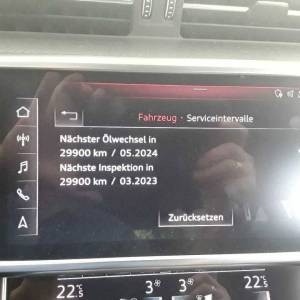 Fahrzeug · Serviceintervalle
Nächster Ölwechsel in
29900 km / 05.2024
Nächste Inspektion in
29900 km / 03.2023
Zurücksetzen
22.5 3 3 22.5